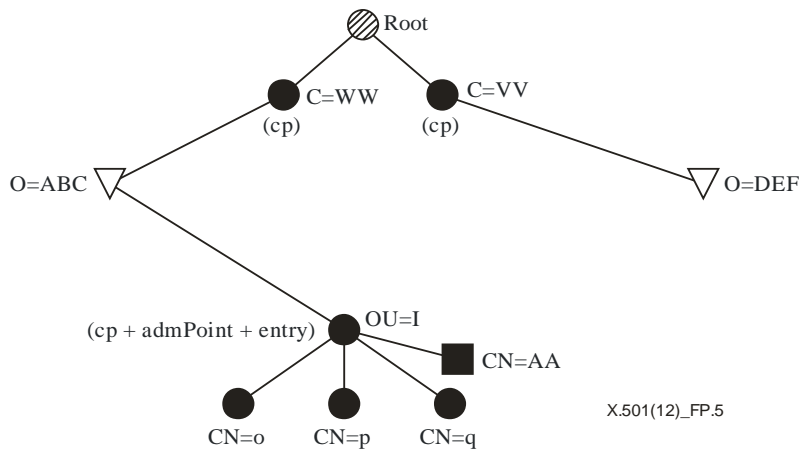 Root
C=WW
C=VV
(cp)
(cp)
O=ABC
O=DEF
OU=I
(cp + admPoint + entry)
CN=AA
CN=o
CN=p
CN=q
X.501(12)_FP.5